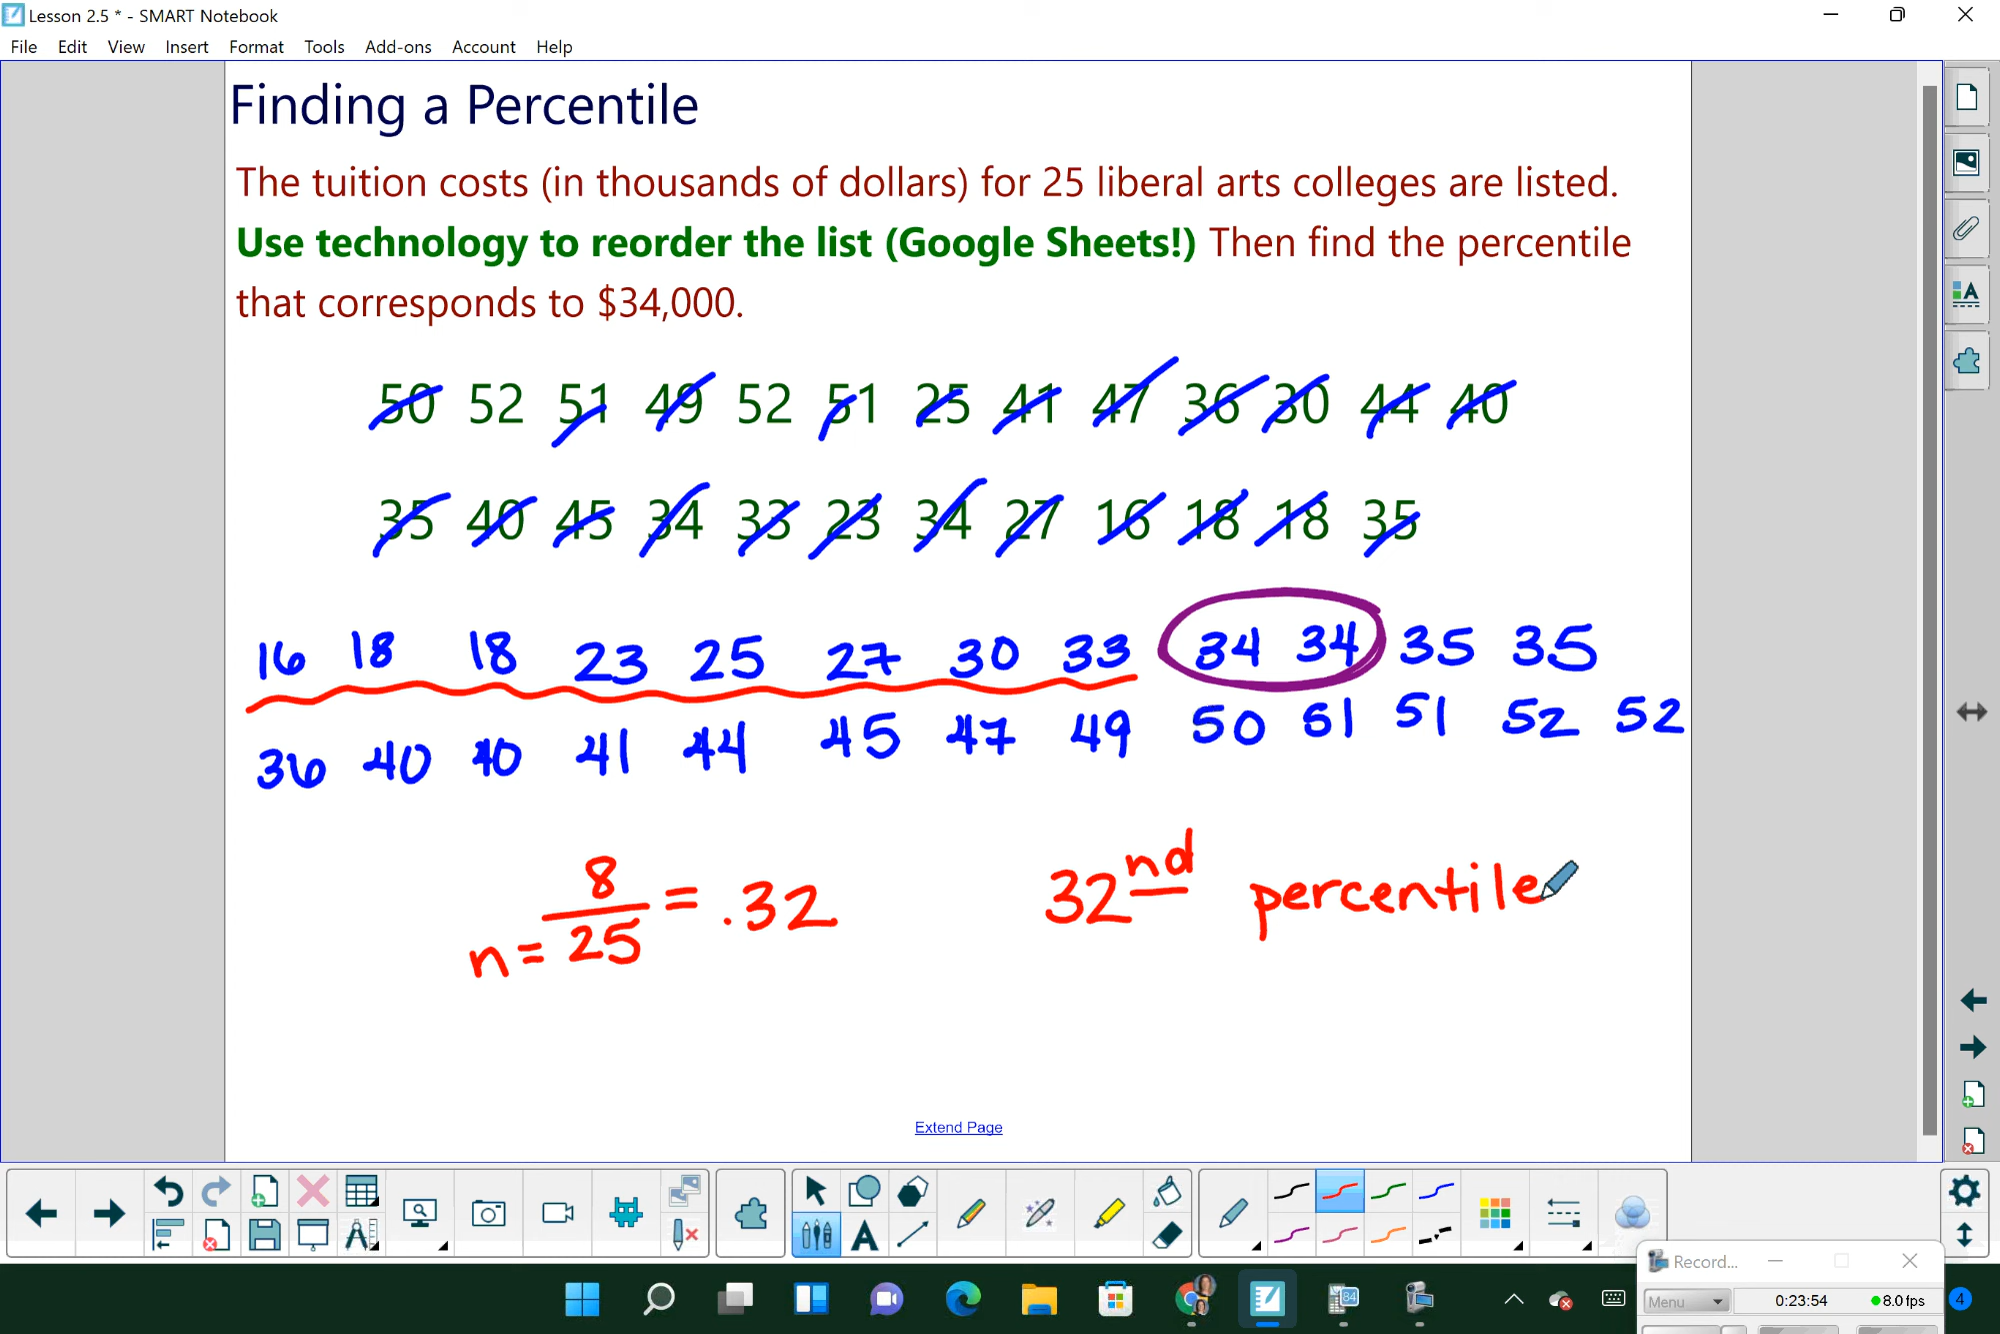 Lesson 2.5 * - SMART Notebook
File Edit View Insert Format Tools Add-ons Account Help
Finding a Percentile
The tuition costs (in thousands of dollars) for 25 liberal arts colleges are listed.
Use technology to reorder the list (Google Sheets!) Then find the percentile
that corresponds to $34,000.
50 52 51 49 52 51 25 41 47 36 30 44 40
35 40 45 34 33 23 34 27 16 18 18 35
16 18 18 23 25 27 30 33 34 34 35 35
36 40 40 41 44 45 47 49 50 51 51 52 52
n = 8/25 = .32
32nd percentile
Extend Page
A
A
Record...
84
Menu 0:23:54 8.0 fps
4